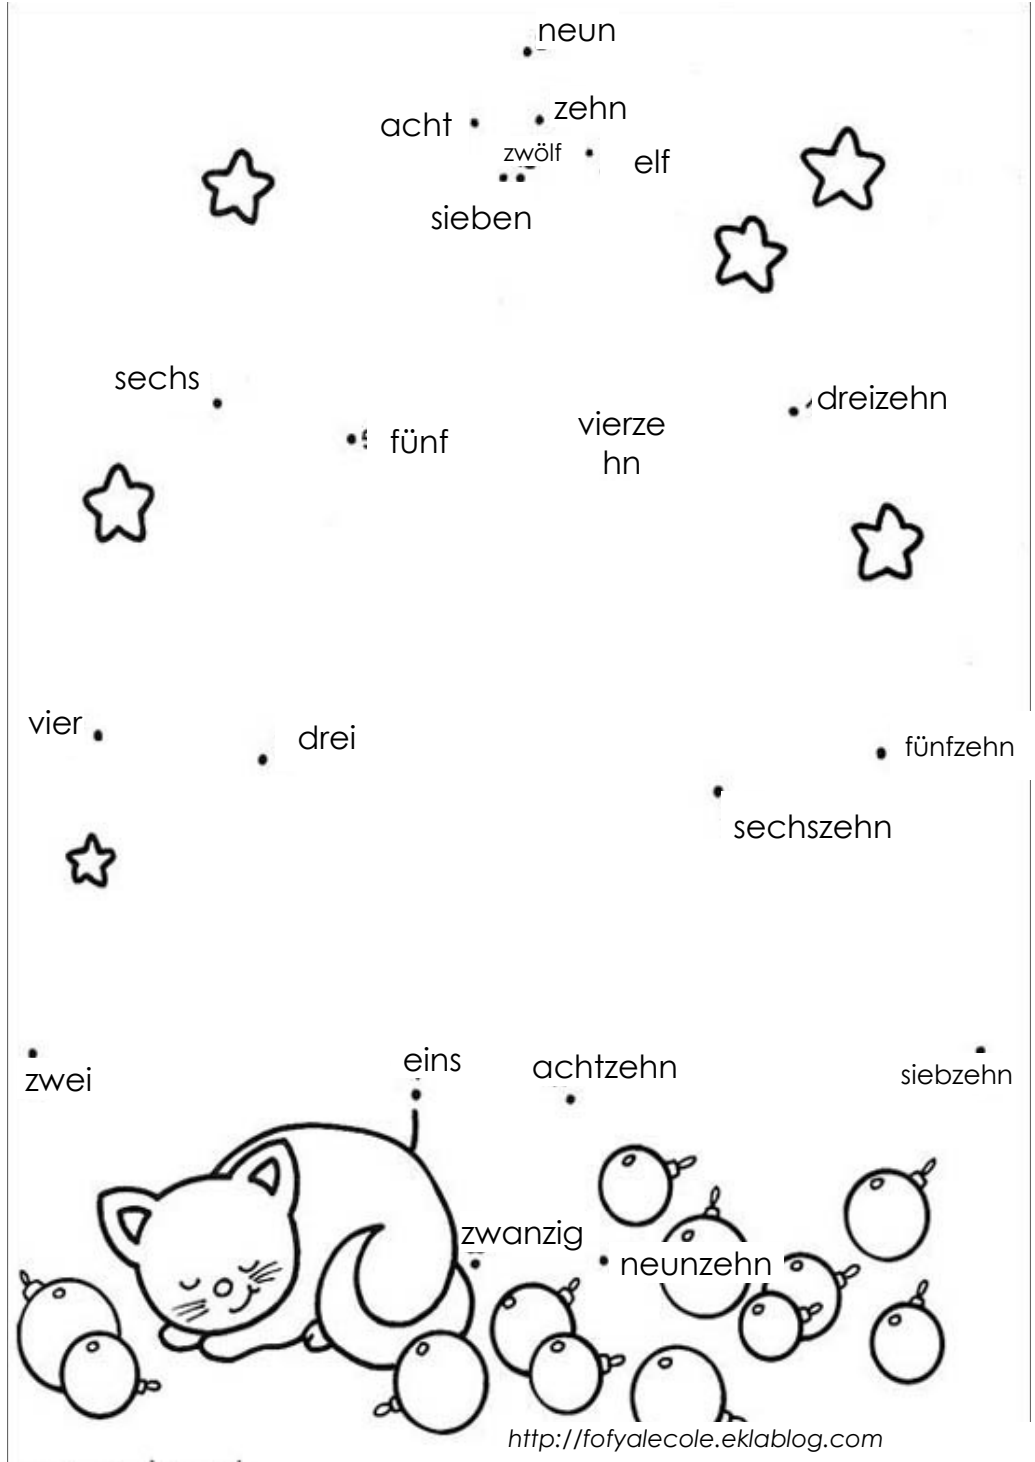 neun
zehn
acht
zwölf
elf
sieben
sechs
dreizehn
vierze
hn
fünf
vier
drei
fünfzehn
sechszehn
eins
achtzehn
zwei
siebzehn
zwanzig
neunzehn
http://fofyalecole.eklablog.com